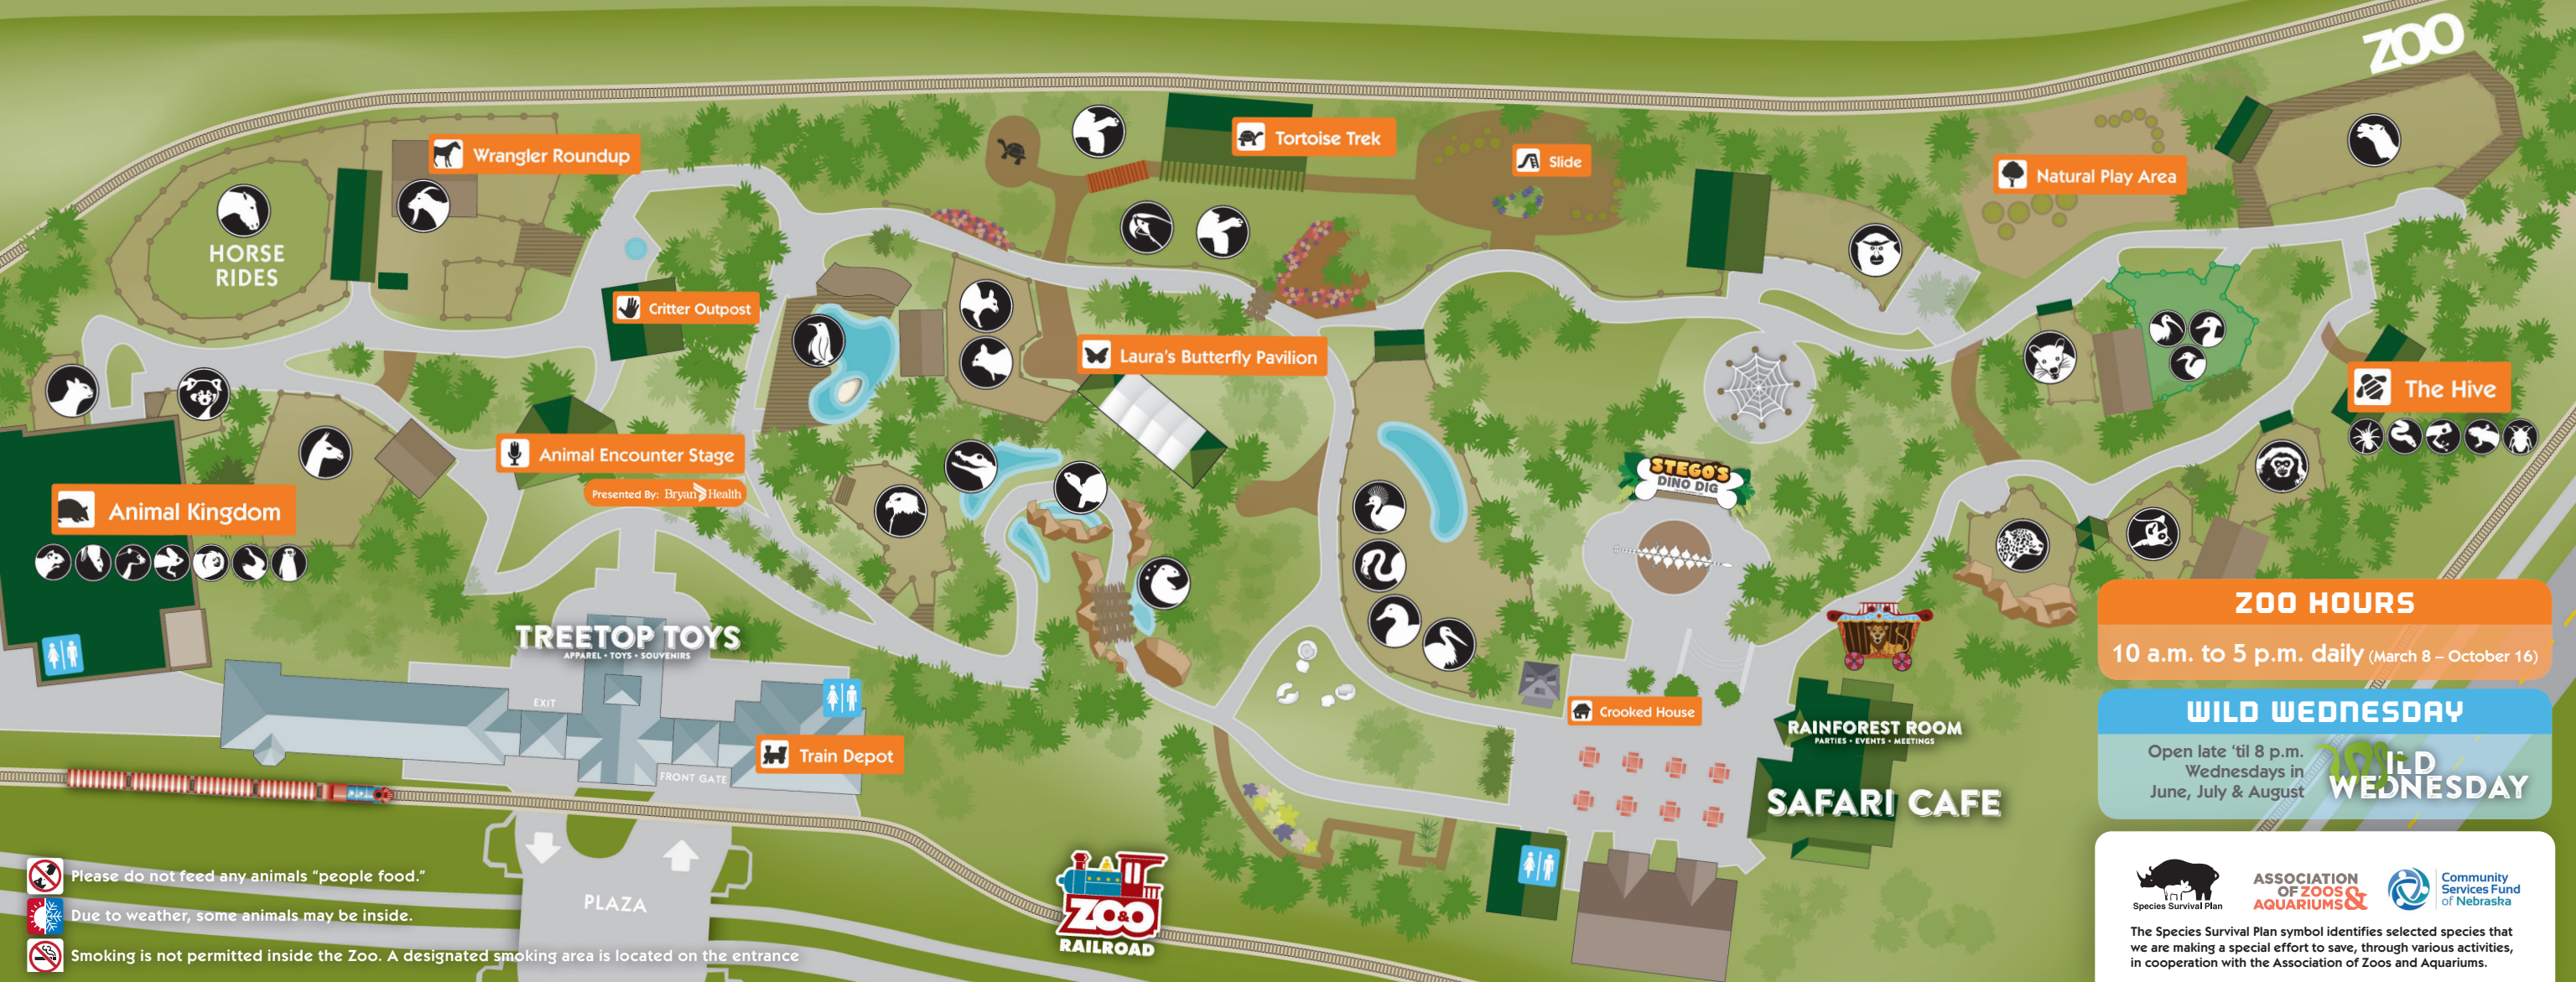 ZOO
Wrangler Roundup
Tortoise Trek
Slide
Natural Play Area
HORSE
RIDES
Critter Outpost
Laura's Butterfly Pavilion
The Hive
Animal Encounter Stage
Presented By: Bryan Health
STEGO'S
DINO DIG
Animal Kingdom
TREETOP TOYS
APPAREL • TOYS • SOUVENIRS
EXIT
Train Depot
FRONT GATE
Crooked House
RAINFOREST ROOM
PARTIES • EVENTS • MEETINGS
SAFARI CAFE
PLAZA
ZOO
RAILROAD
Please do not feed any animals “people food.”
Due to weather, some animals may be inside.
Smoking is not permitted inside the Zoo. A designated smoking area is located on the entrance
ZOO HOURS
10 a.m. to 5 p.m. daily (March 8 – October 16)
WILD WEDNESDAY
Open late ‘til 8 p.m.
Wednesdays in
June, July & August
WILD
WEDNESDAY
Species Survival Plan
ASSOCIATION
OF ZOOS
AQUARIUMS &
Community
Services Fund
of Nebraska
The Species Survival Plan symbol identifies selected species that
we are making a special effort to save, through various activities,
in cooperation with the Association of Zoos and Aquariums.